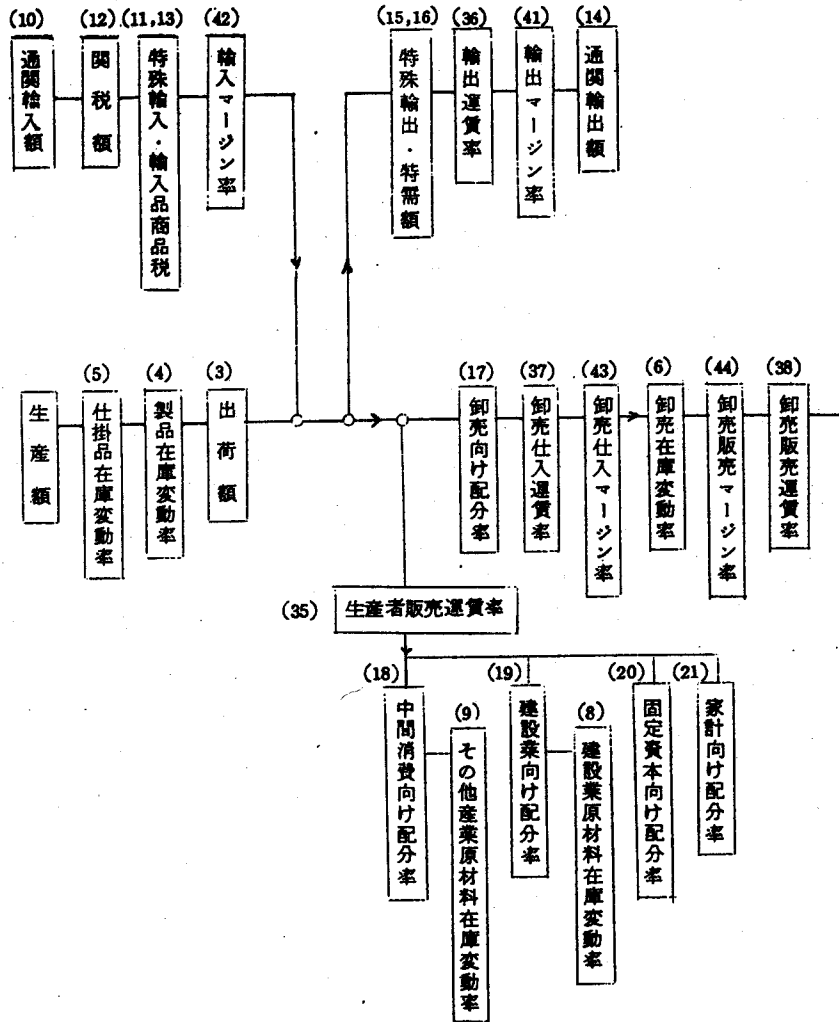 (10)
通関輸入額
(12)
関税額
(11,13)
特殊輸入・輸入品商品税
(42)
輸入マージン率
(15,16)
特殊輸出・特需額
(36)
輸出運賃率
(41)
輸出マージン率
(14)
通関輸出額
生産額
(5)
仕掛品在庫変動率
(4)
製品在庫変動率
(3)
出荷額
(17)
卸売向け配分率
(37)
卸売仕入運賃率
(43)
卸売仕入マージン率
(6)
卸売在庫変動率
(44)
卸売販売マージン率
(38)
卸売販売運賃率
(35)
生産者販売運賃率
(18)
中間消費向け配分率
(9)
その他産業原材料在庫変動率
(19)
建設業向け配分率
(8)
建設業原材料在庫変動率
(20)
固定資本向け配分率
(21)
家計向け配分率